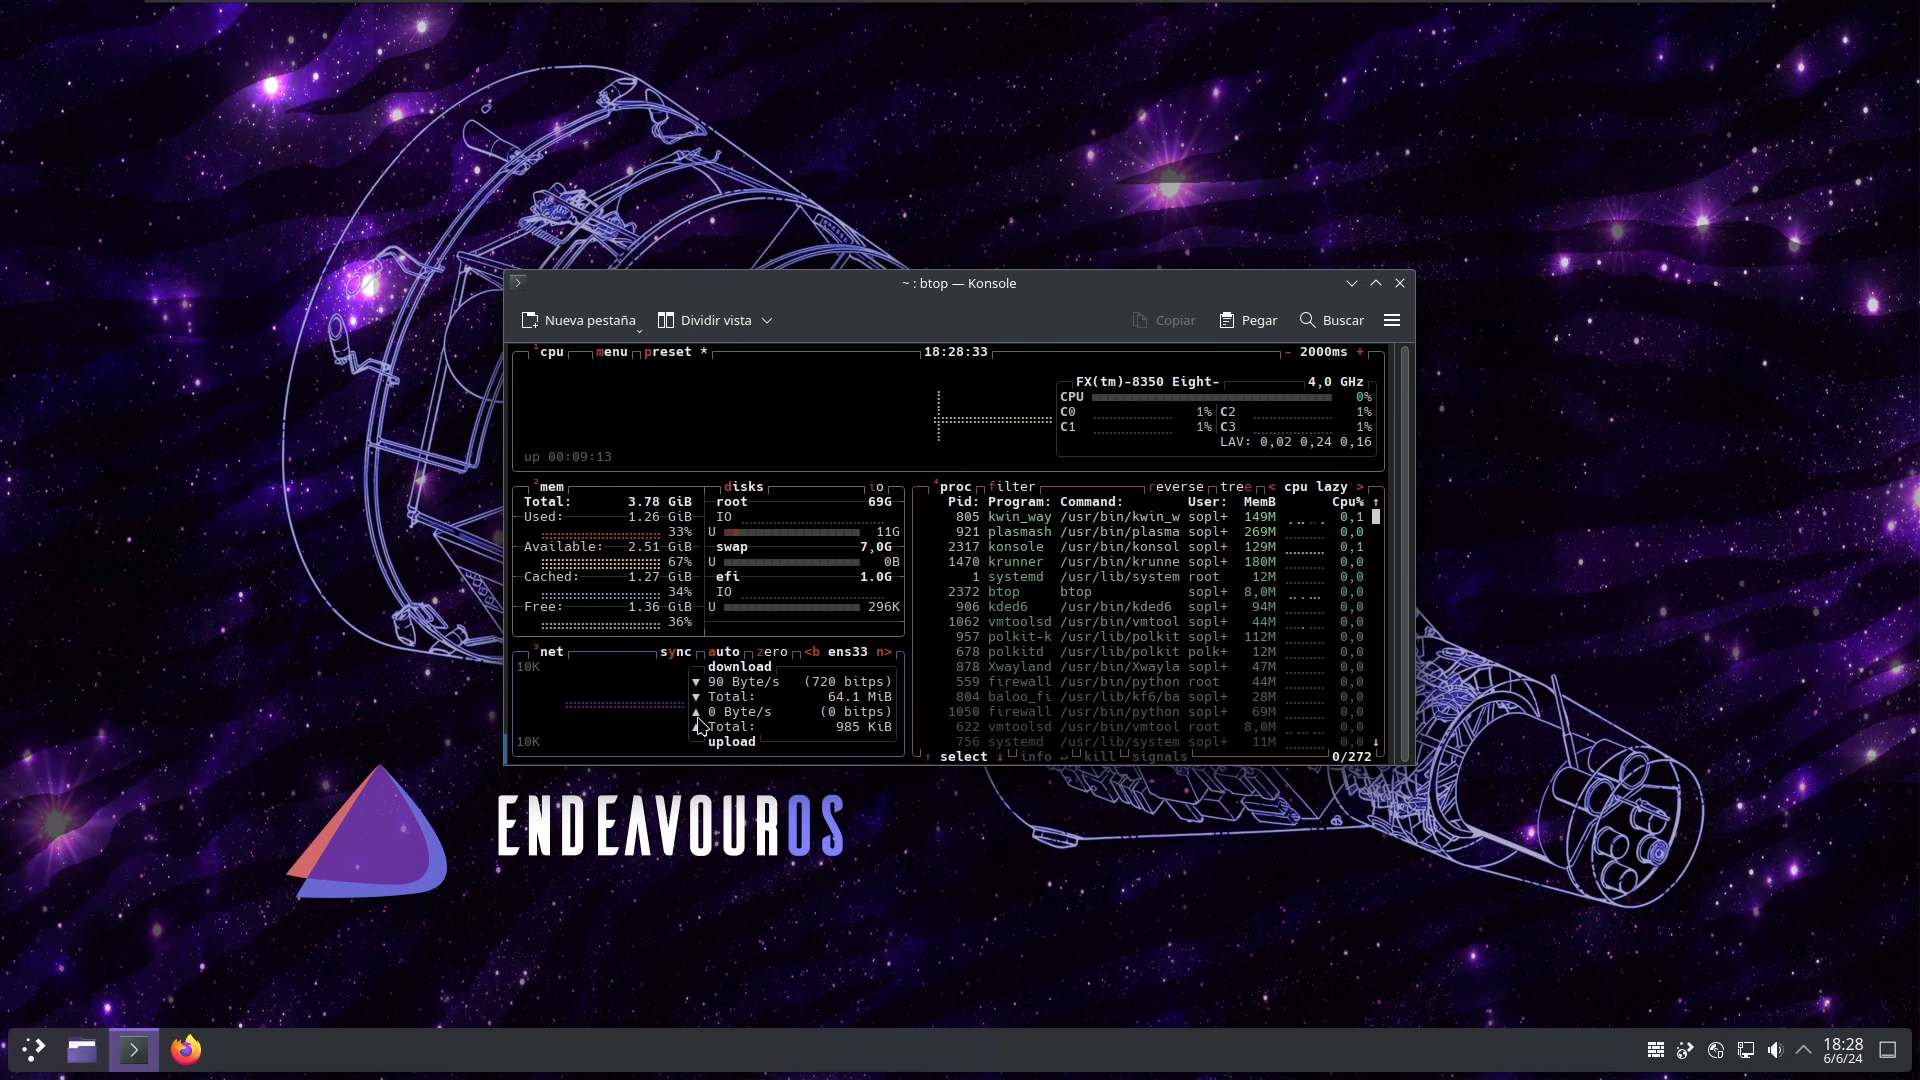 ~ : btop — Konsole
Nueva pestaña Dividir vista Copiar Pegar Buscar
1cpu menu preset * 18:28:33 - 2000ms +
FX(tm)-8350 Eight- 4,0 GHz
CPU 0%
C0 1% C2 1%
C1 1% C3 1%
LAV: 0,02 0,24 0,16
up 00:09:13
2mem disks io
Total: 3.78 GiB root 69G
Used: 1.26 GiB IO
33% U 11G
Available: 2.51 GiB swap 7,0G
67% U 0B
Cached: 1.27 GiB efi 1.0G
34% IO
Free: 1.36 GiB U 296K
36%
3net sync auto zero <b ens33 n>
10K download
▼ 90 Byte/s (720 bitps)
▼ Total: 64.1 MiB
▲ 0 Byte/s (0 bitps)
▲ Total: 985 KiB
10K upload
4proc filter reverse tree < cpu lazy >
Pid: Program: Command: User: MemB Cpu% ↑
805 kwin_way /usr/bin/kwin_w sopl+ 149M 0,1
921 plasmash /usr/bin/plasma sopl+ 269M 0,0
2317 konsole /usr/bin/konsol sopl+ 129M 0,1
1470 krunner /usr/bin/krunne sopl+ 180M 0,0
1 systemd /usr/lib/system root 12M 0,0
2372 btop btop sopl+ 8,0M 0,0
906 kded6 /usr/bin/kded6 sopl+ 94M 0,0
1062 vmtoolsd /usr/bin/vmtool sopl+ 44M 0,0
957 polkit-k /usr/lib/polkit sopl+ 112M 0,0
678 polkitd /usr/lib/polkit polk+ 12M 0,0
878 Xwayland /usr/bin/Xwayla sopl+ 47M 0,0
559 firewall /usr/bin/python root 44M 0,0
804 baloo_fi /usr/lib/kf6/ba sopl+ 28M 0,0
1050 firewall /usr/bin/python sopl+ 69M 0,0
622 vmtoolsd /usr/bin/vmtool root 8,0M 0,0
756 systemd /usr/lib/system sopl+ 11M 0,0 ↓
↑ select ↓ info ↵ kill signals 0/272
ENDEAVOUROS
18:28
6/6/24